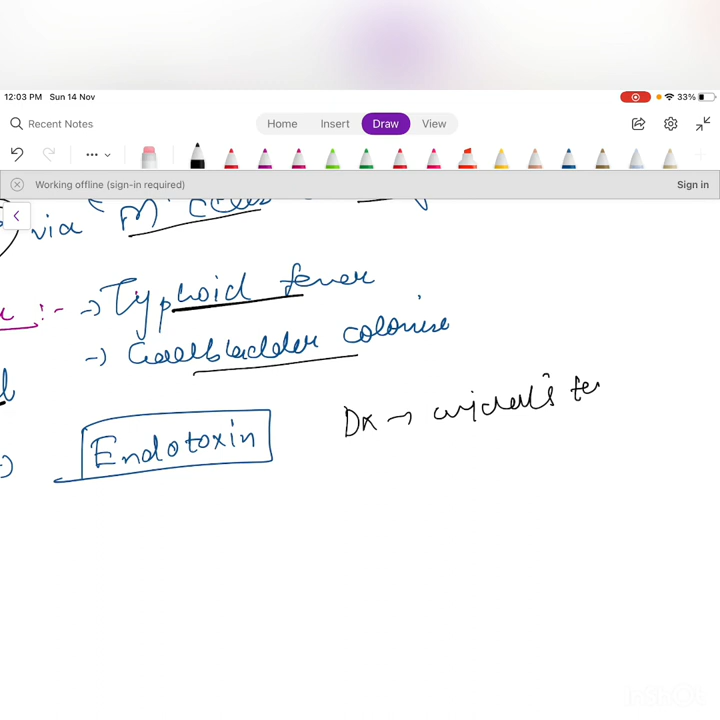 12:03 PM Sun 14 Nov
33%
Recent Notes
Home Insert Draw View
Working offline (sign-in required)
Sign in
via M cells
:- -> Typhoid fever
-> Gallbladder colonise
Endotoxin
Dx -> widal's te
InShOt